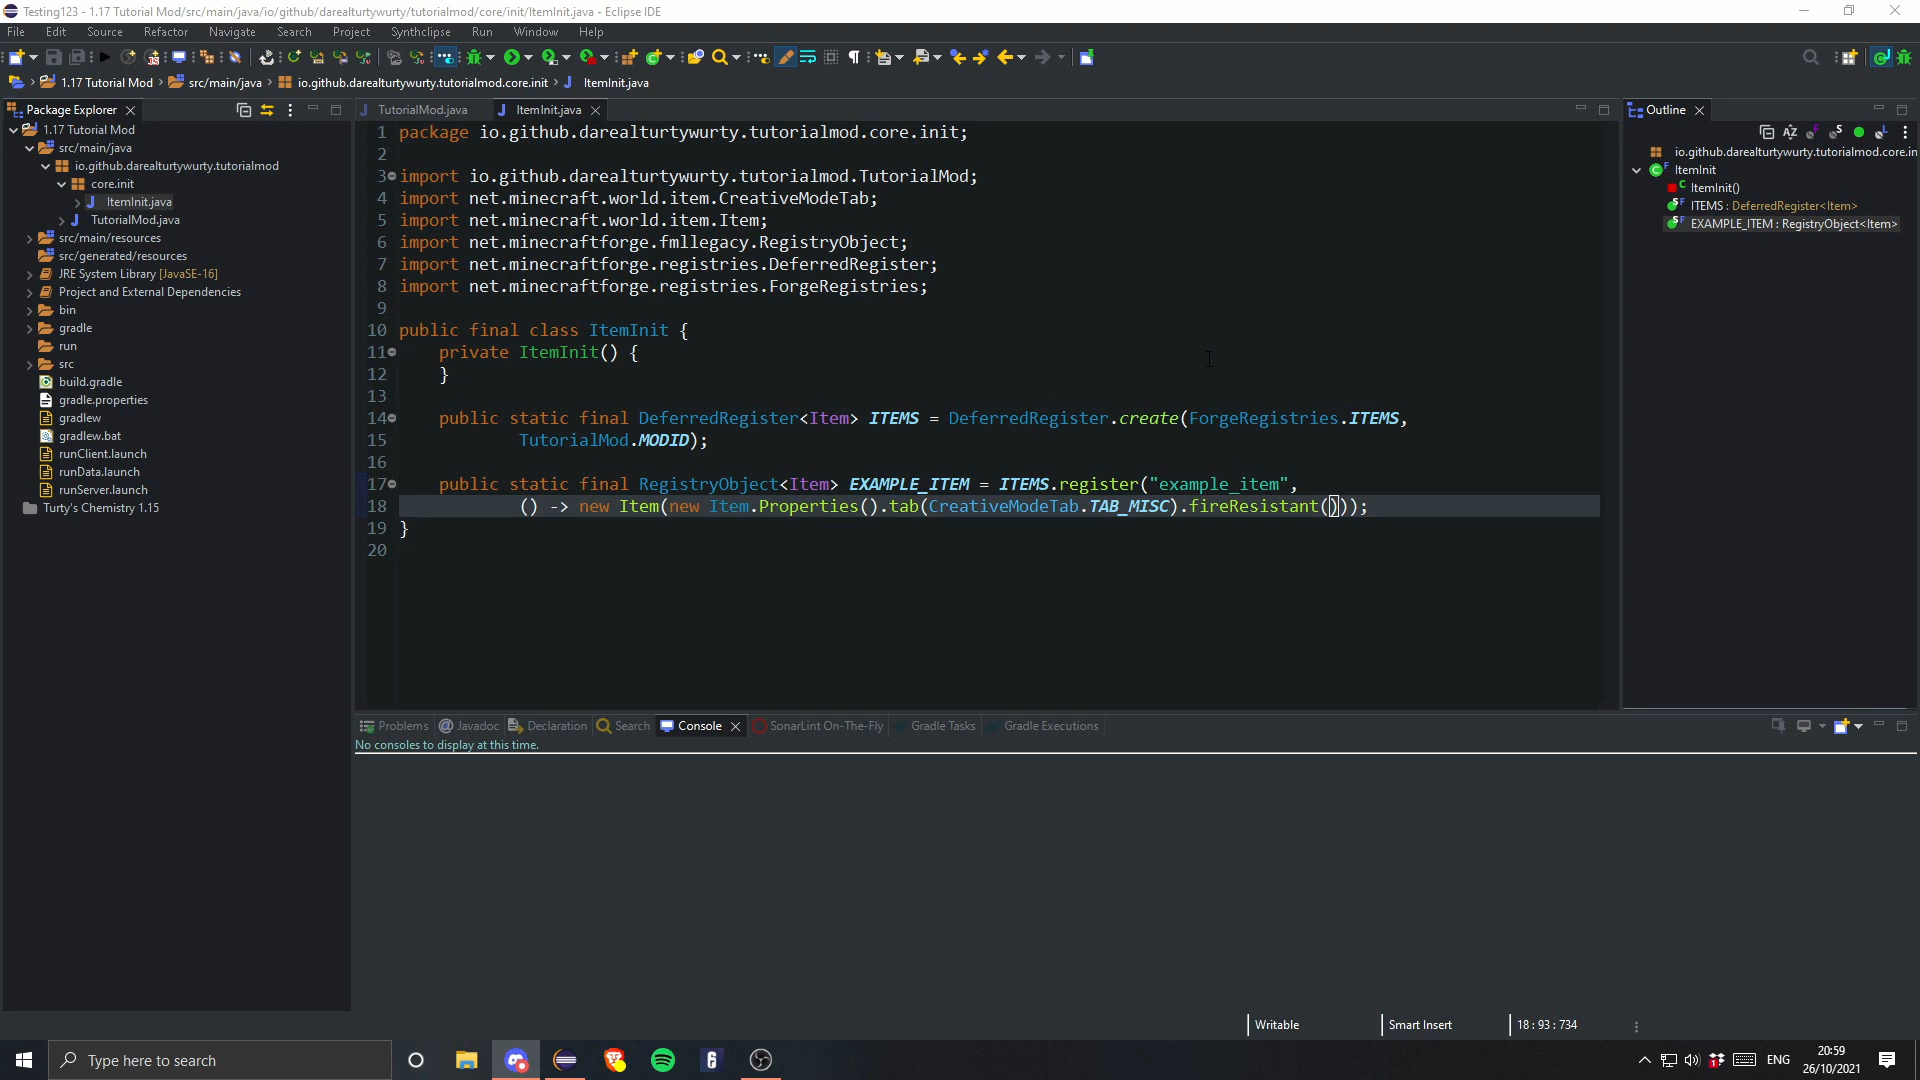 Testing123 - 1.17 Tutorial Mod/src/main/java/io/github/darealturtywurty/tutorialmod/core/init/ItemInit.java - Eclipse IDE
File Edit Source Refactor Navigate Search Project Synthclipse Run Window Help
1.17 Tutorial Mod src/main/java io.github.darealturtywurty.tutorialmod.core.init ItemInit.java
Package Explorer
1.17 Tutorial Mod
src/main/java
io.github.darealturtywurty.tutorialmod
core.init
ItemInit.java
TutorialMod.java
src/main/resources
src/generated/resources
JRE System Library [JavaSE-16]
Project and External Dependencies
bin
gradle
run
src
build.gradle
gradle.properties
gradlew
gradlew.bat
runClient.launch
runData.launch
runServer.launch
Turty's Chemistry 1.15
TutorialMod.java ItemInit.java
1 package io.github.darealturtywurty.tutorialmod.core.init;
2
3 import io.github.darealturtywurty.tutorialmod.TutorialMod;
4 import net.minecraft.world.item.CreativeModeTab;
5 import net.minecraft.world.item.Item;
6 import net.minecraftforge.fmllegacy.RegistryObject;
7 import net.minecraftforge.registries.DeferredRegister;
8 import net.minecraftforge.registries.ForgeRegistries;
9
10 public final class ItemInit {
11 private ItemInit() {
12 }
13
14 public static final DeferredRegister<Item> ITEMS = DeferredRegister.create(ForgeRegistries.ITEMS,
15 TutorialMod.MODID);
16
17 public static final RegistryObject<Item> EXAMPLE_ITEM = ITEMS.register("example_item",
18 () -> new Item(new Item.Properties().tab(CreativeModeTab.TAB_MISC).fireResistant()));
19 }
20
Outline
io.github.darealturtywurty.tutorialmod.core.in
ItemInit
ItemInit()
ITEMS : DeferredRegister<Item>
EXAMPLE_ITEM : RegistryObject<Item>
Problems Javadoc Declaration Search Console SonarLint On-The-Fly Gradle Tasks Gradle Executions
No consoles to display at this time.
Writable Smart Insert 18 : 93 : 734
Type here to search
ENG
20:59
26/10/2021